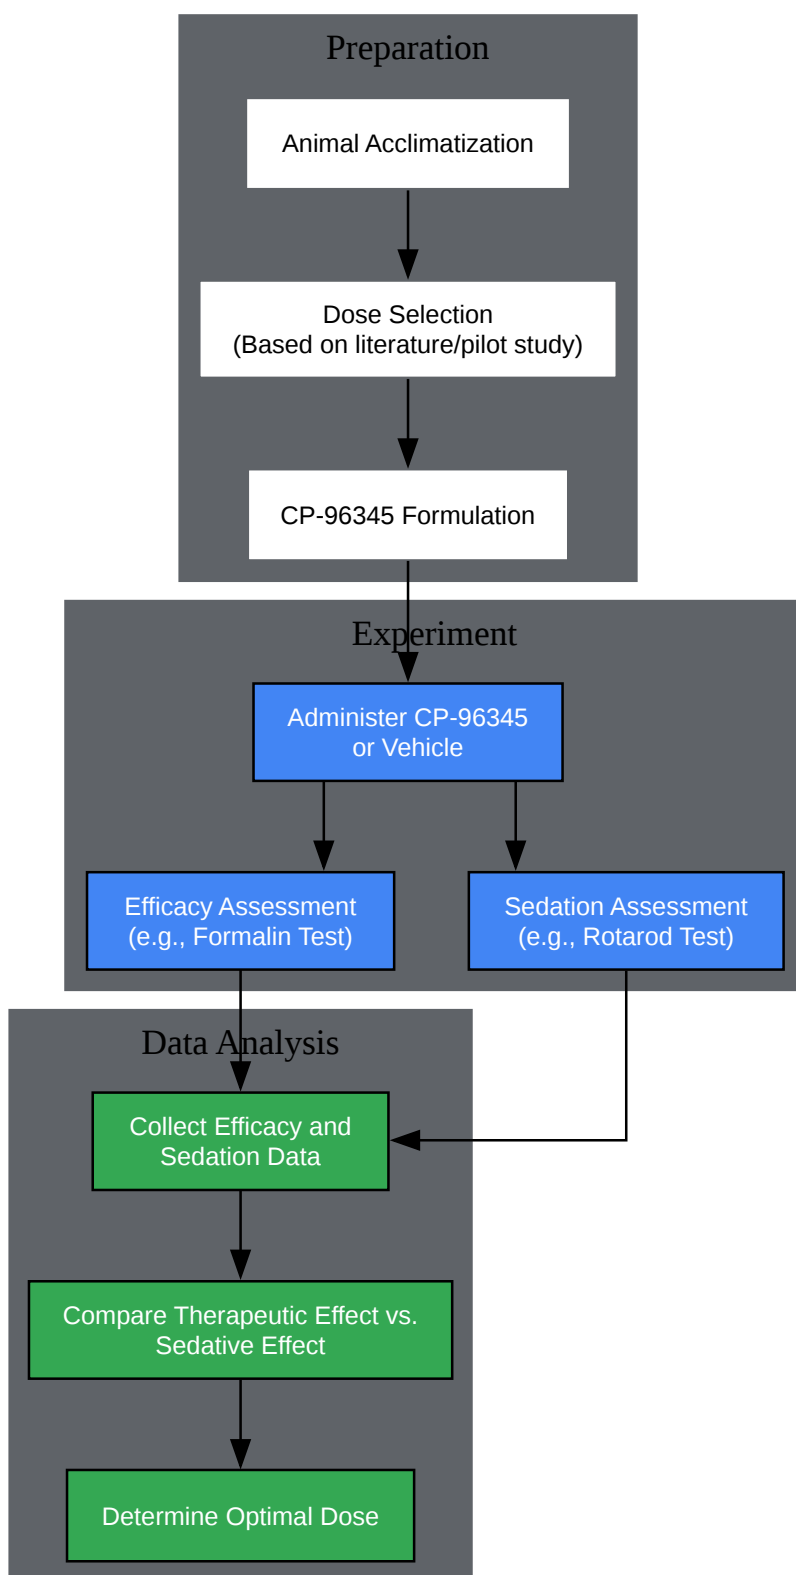 Preparation
Animal Acclimatization
Dose Selection
(Based on literature/pilot study)
CP-96345 Formulation
Experiment
Administer CP-96345
or Vehicle
Efficacy Assessment
(e.g., Formalin Test)
Sedation Assessment
(e.g., Rotarod Test)
Data Analysis
Collect Efficacy and
Sedation Data
Compare Therapeutic Effect vs.
Sedative Effect
Determine Optimal Dose